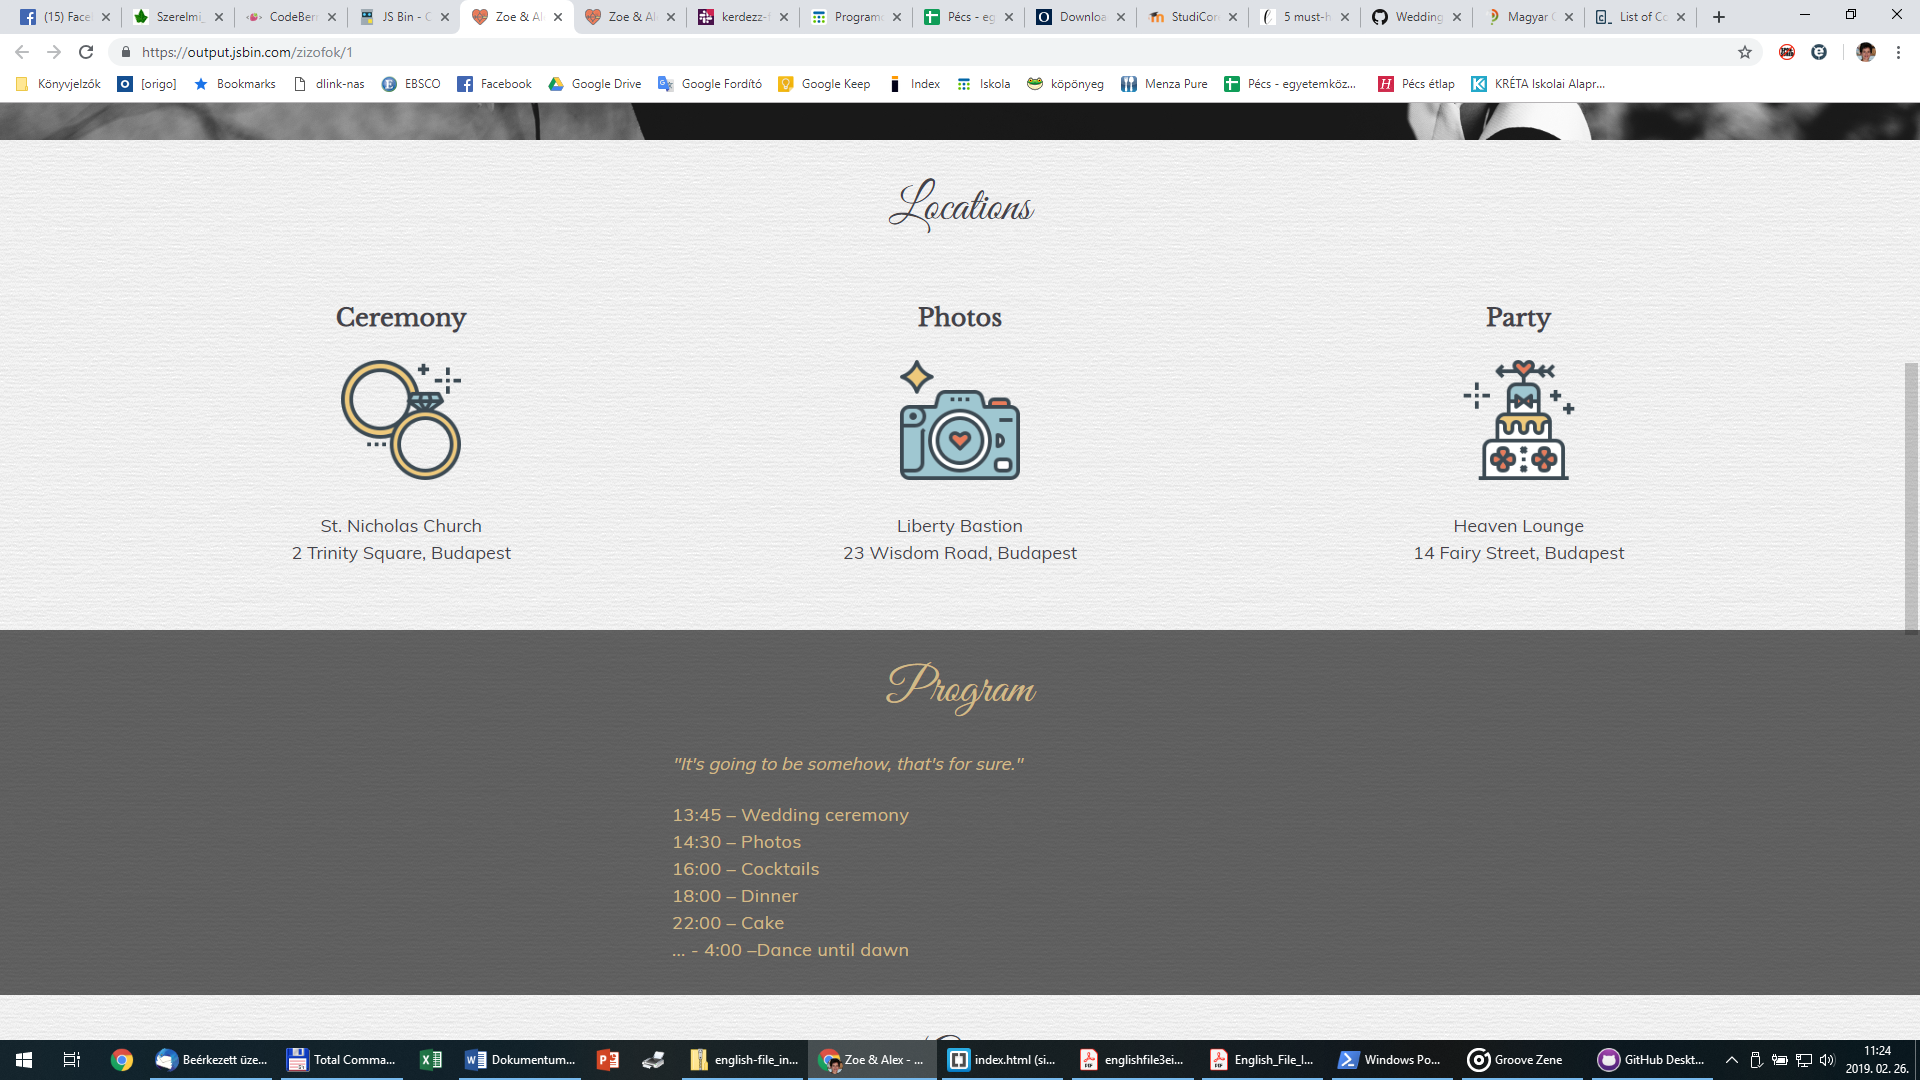 (15) Face
Szerelmi_
CodeBerr
JS Bin - C
Zoe & Al
Zoe & Al
kerdezz-f
Programo
Pécs - eg
Downloa
StudiCor
5 must-h
Wedding
Magyar
List of Co
https://output.jsbin.com/zizofok/1
Könyvjelzők
[origo]
Bookmarks
dlink-nas
EBSCO
Facebook
Google Drive
Google Fordító
Google Keep
Index
Iskola
köpönyeg
Menza Pure
Pécs - egyetemköz...
Pécs étlap
KRÉTA Iskolai Alapr...
Locations
Ceremony
Photos
Party
St. Nicholas Church
2 Trinity Square, Budapest
Liberty Bastion
23 Wisdom Road, Budapest
Heaven Lounge
14 Fairy Street, Budapest
Program
"It's going to be somehow, that's for sure."
13:45 – Wedding ceremony
14:30 – Photos
16:00 – Cocktails
18:00 – Dinner
22:00 – Cake
... - 4:00 –Dance until dawn
Beérkezett üze...
Total Comma...
Dokumentum...
english-file_in...
Zoe & Alex - ...
index.html (si...
englishfile3ei...
English_File_I...
Windows Po...
Groove Zene
GitHub Deskt...
11:24
2019. 02. 26.